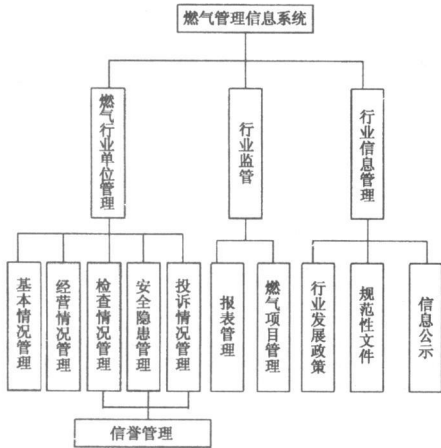 燃气管理信息系统
燃气行业单位管理
行业监管
行业信息管理
基本情况管理
经营情况管理
检查情况管理
安全隐患管理
投诉情况管理
报表管理
燃气项目管理
行业发展政策
规范性文件
信息公示
信誉管理